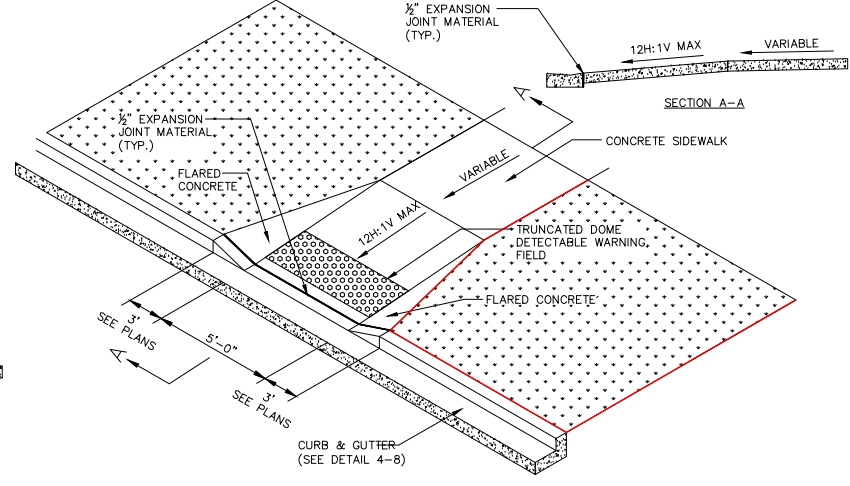 ½" EXPANSION
JOINT MATERIAL
(TYP.)
12H:1V MAX
VARIABLE
SECTION A-A
A
½" EXPANSION
JOINT MATERIAL
(TYP.)
CONCRETE SIDEWALK
VARIABLE
FLARED
CONCRETE
12H:1V MAX
TRUNCATED DOME
DETECTABLE WARNING
FIELD
FLARED CONCRETE
3'
SEE PLANS
5'-0"
A
3'
SEE PLANS
CURB & GUTTER
(SEE DETAIL 4-8)